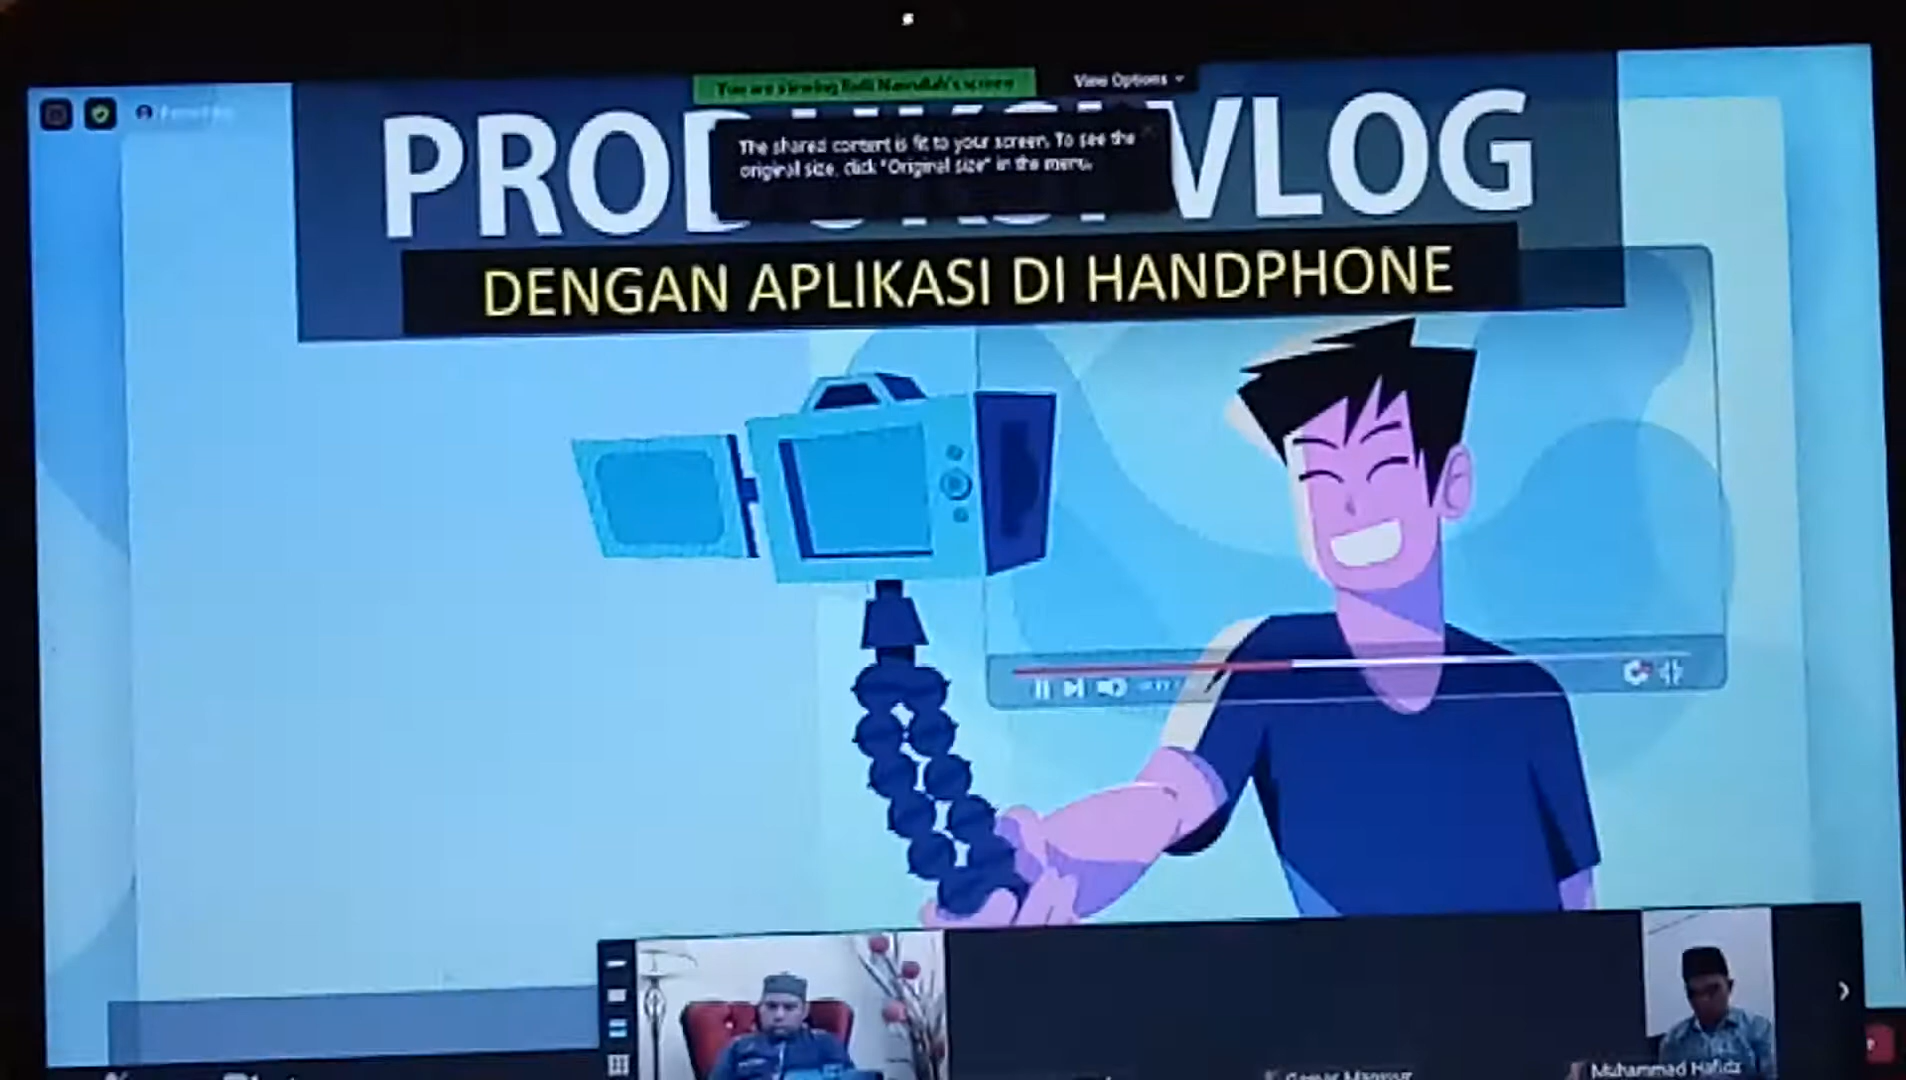 You are viewing Rolli Nasrullah's screen
View Options
PROD VLOG
The shared content is fit to your screen. To see the
original size, click "Original size" in the menu.
DENGAN APLIKASI DI HANDPHONE
Muhammad Hafidz